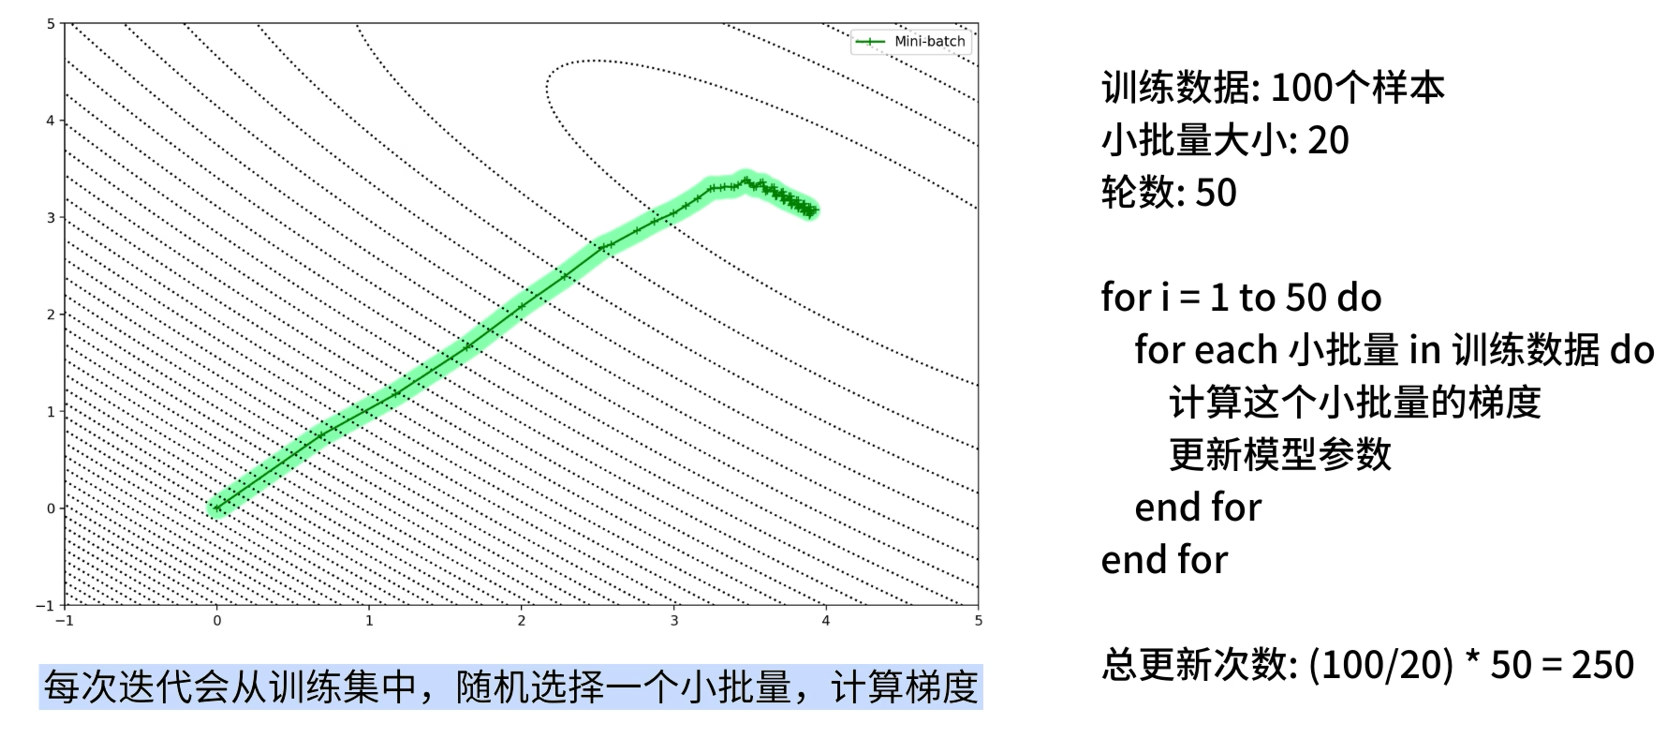 5
4
3
2
1
0
−1
−1 0 1 2 3 4 5
Mini-batch
每次迭代会从训练集中，随机选择一个小批量，计算梯度
训练数据: 100个样本
小批量大小: 20
轮数: 50
for i = 1 to 50 do
for each 小批量 in 训练数据 do
计算这个小批量的梯度
更新模型参数
end for
end for
总更新次数: (100/20) * 50 = 250